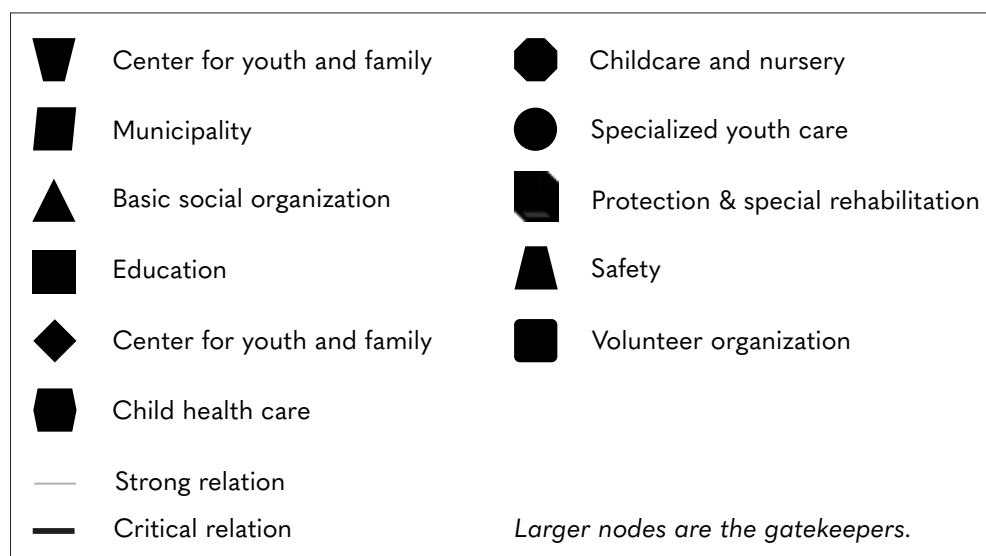 Center for youth and family
Municipality
Basic social organization
Education
Center for youth and family
Child health care
Strong relation
Critical relation
Childcare and nursery
Specialized youth care
Protection & special rehabilitation
Safety
Volunteer organization
Larger nodes are the gatekeepers.